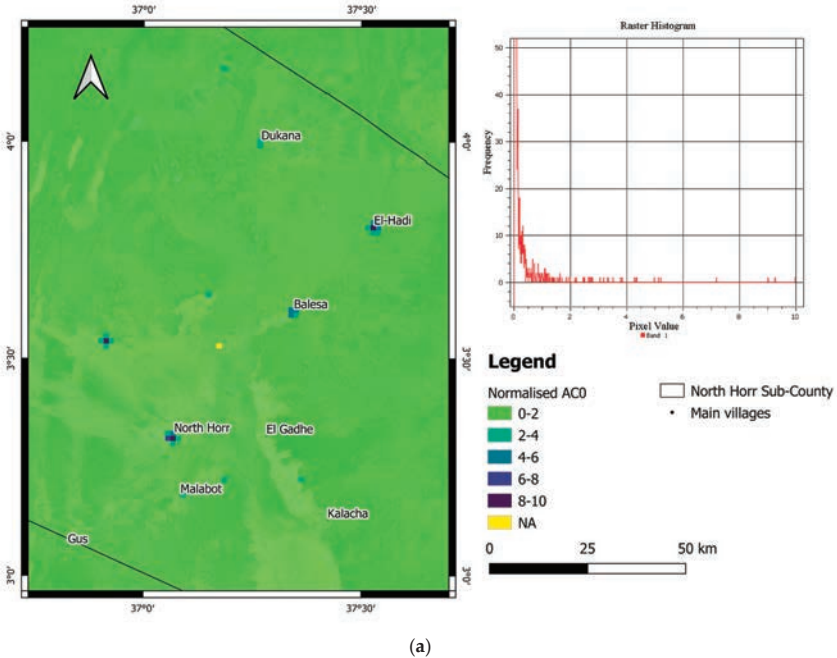 37°0' 37°30'
Raster Histogram
50
40
30
20
10
0
Frequency
0 2 4 6 8 10
Pixel Value
Band 1
4°0' 4°0'
3°30' 3°30'
3°0' 3°0'
Dukana
El-Hadi
Balesa
North Horr
El Gadhe
Malabot
Kalacha
Gus
37°0' 37°30'
Legend
Normalised AC0
0-2
2-4
4-6
6-8
8-10
NA
North Horr Sub-County
Main villages
0 25 50 km
(a)